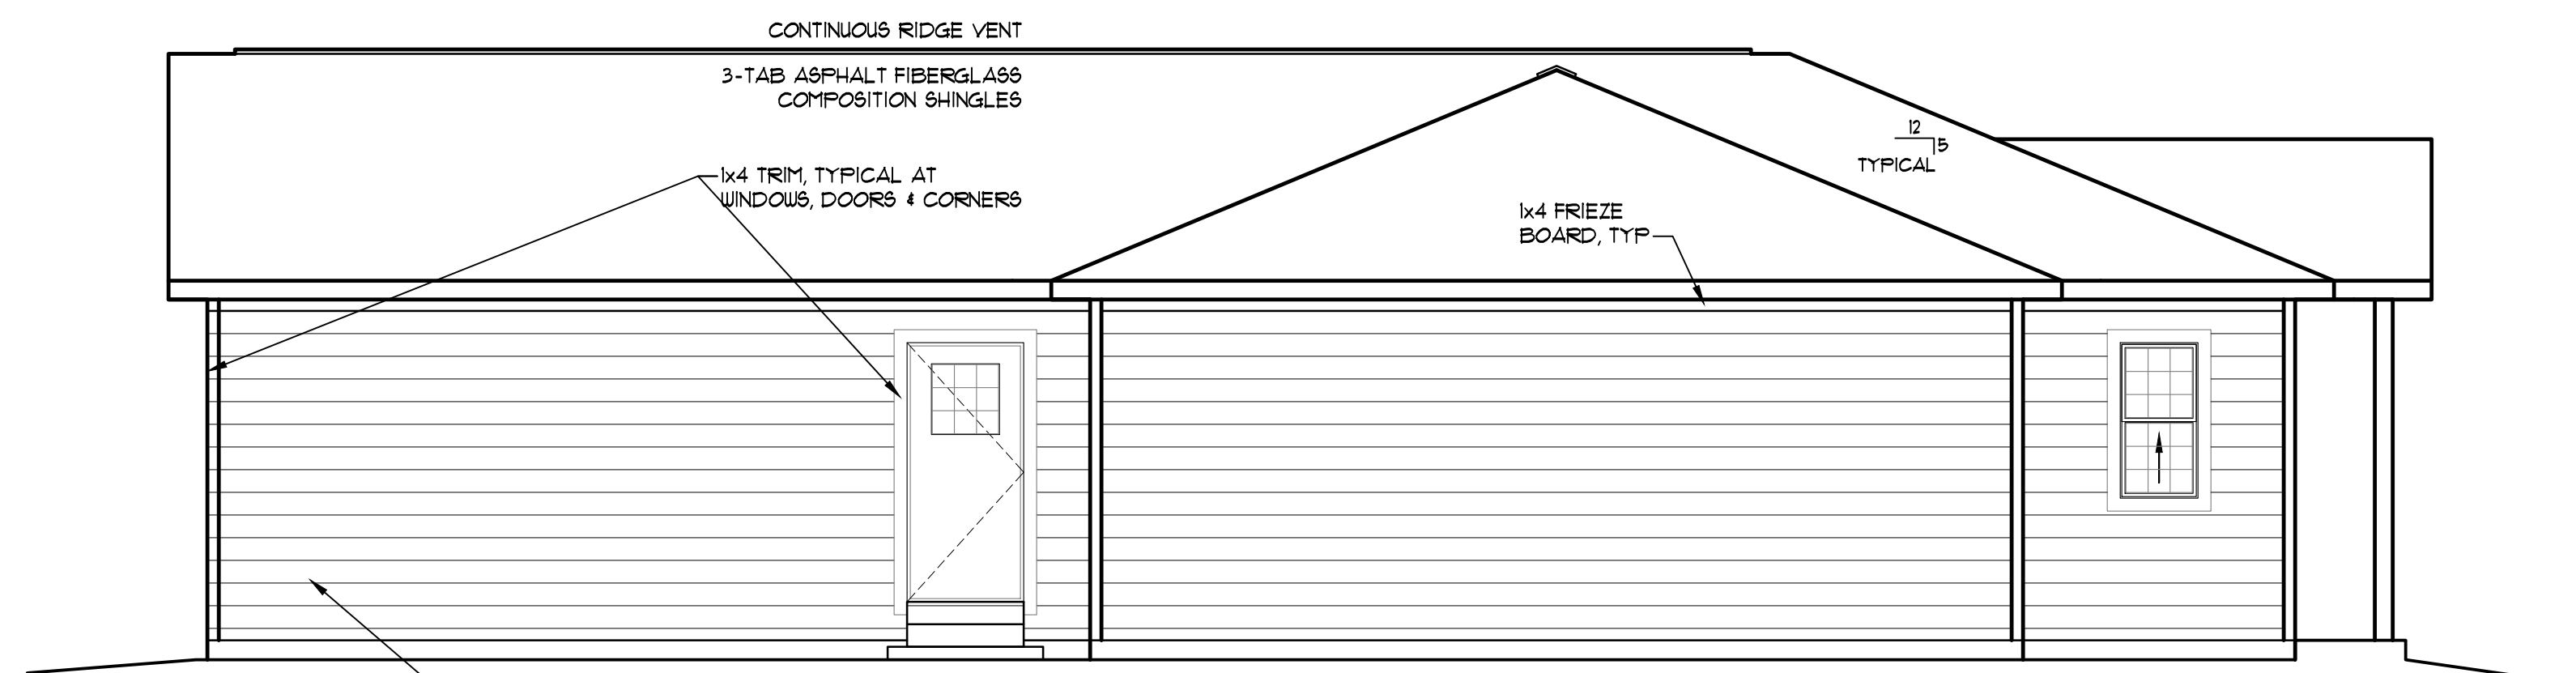 CONTINUOUS RIDGE VENT
3-TAB ASPHALT FIBERGLASS
COMPOSITION SHINGLES
1x4 TRIM, TYPICAL AT
WINDOWS, DOORS & CORNERS
1x4 FRIEZE
BOARD, TYP
12
5
TYPICAL